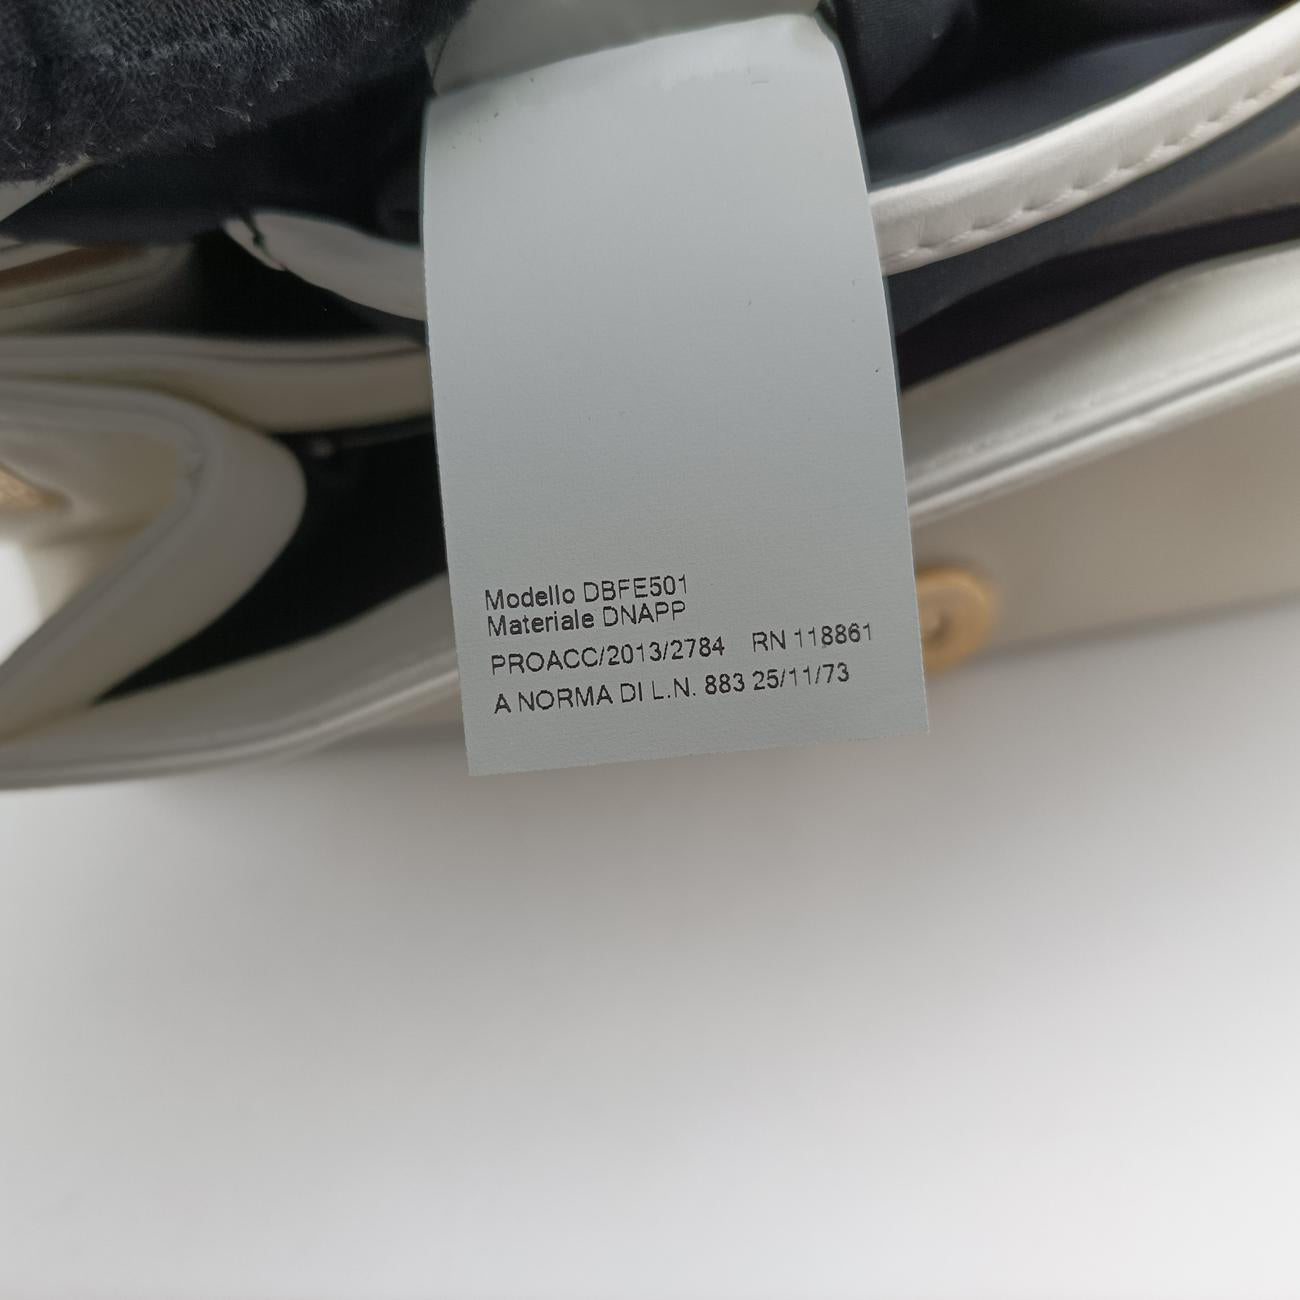 Modello DBFE501
Materiale DNAPP
PROACC/2013/2784 RN 118861
A NORMA DI L.N. 883 25/11/73